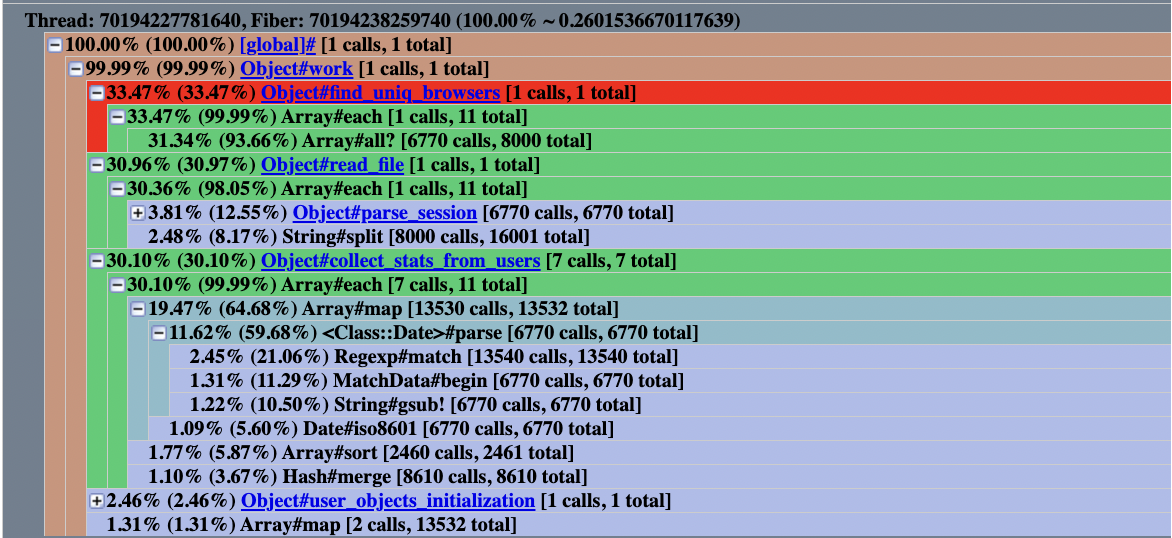 Thread: 70194227781640, Fiber: 70194238259740 (100.00% ~ 0.2601536670117639)
100.00% (100.00%) [global]# [1 calls, 1 total]
99.99% (99.99%) Object#work [1 calls, 1 total]
33.47% (33.47%) Object#find_uniq_browsers [1 calls, 1 total]
33.47% (99.99%) Array#each [1 calls, 11 total]
31.34% (93.66%) Array#all? [6770 calls, 8000 total]
30.96% (30.97%) Object#read_file [1 calls, 1 total]
30.36% (98.05%) Array#each [1 calls, 11 total]
3.81% (12.55%) Object#parse_session [6770 calls, 6770 total]
2.48% (8.17%) String#split [8000 calls, 16001 total]
30.10% (30.10%) Object#collect_stats_from_users [7 calls, 7 total]
30.10% (99.99%) Array#each [7 calls, 11 total]
19.47% (64.68%) Array#map [13530 calls, 13532 total]
11.62% (59.68%) <Class::Date>#parse [6770 calls, 6770 total]
2.45% (21.06%) Regexp#match [13540 calls, 13540 total]
1.31% (11.29%) MatchData#begin [6770 calls, 6770 total]
1.22% (10.50%) String#gsub! [6770 calls, 6770 total]
1.09% (5.60%) Date#iso8601 [6770 calls, 6770 total]
1.77% (5.87%) Array#sort [2460 calls, 2461 total]
1.10% (3.67%) Hash#merge [8610 calls, 8610 total]
2.46% (2.46%) Object#user_objects_initialization [1 calls, 1 total]
1.31% (1.31%) Array#map [2 calls, 13532 total]